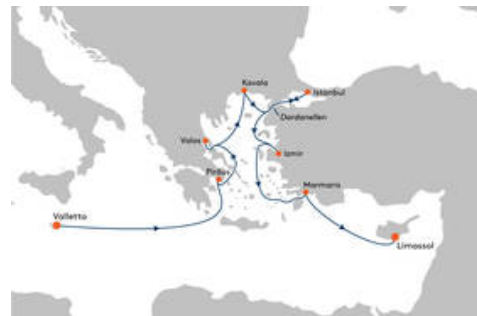 Kavala
Istanbul
Dardanellen
Volos
Izmir
Piräus
Marmaris
Valletta
Limassol